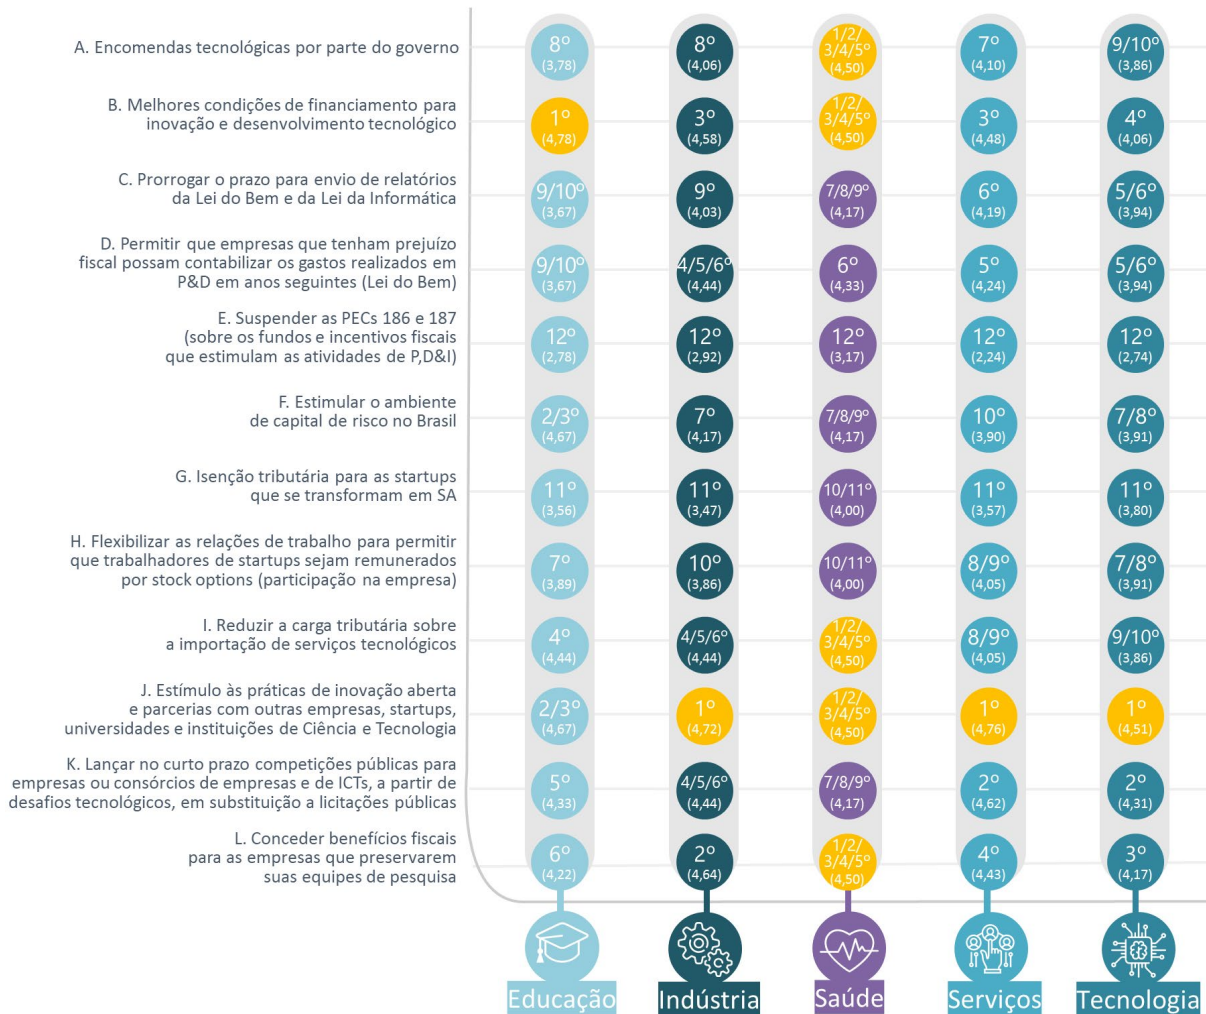 A. Encomendas tecnológicas por parte do governo
8º
(3,78)
8º
(4,06)
1/2/
3/4/5º
(4,50)
7º
(4,10)
9/10º
(3,86)
B. Melhores condições de financiamento para
inovação e desenvolvimento tecnológico
1º
(4,78)
3º
(4,58)
1/2/
3/4/5º
(4,50)
3º
(4,48)
4º
(4,06)
C. Prorrogar o prazo para envio de relatórios
da Lei do Bem e da Lei da Informática
9/10º
(3,67)
9º
(4,03)
7/8/9º
(4,17)
6º
(4,19)
5/6º
(3,94)
D. Permitir que empresas que tenham prejuízo
fiscal possam contabilizar os gastos realizados em
P&D em anos seguintes (Lei do Bem)
9/10º
(3,67)
4/5/6º
(4,44)
6º
(4,33)
5º
(4,24)
5/6º
(3,94)
E. Suspender as PECs 186 e 187
(sobre os fundos e incentivos fiscais
que estimulam as atividades de P,D&I)
12º
(2,78)
12º
(2,92)
12º
(3,17)
12º
(2,24)
12º
(2,74)
F. Estimular o ambiente
de capital de risco no Brasil
2/3º
(4,67)
7º
(4,17)
7/8/9º
(4,17)
10º
(3,90)
7/8º
(3,91)
G. Isenção tributária para as startups
que se transformam em SA
11º
(3,56)
11º
(3,47)
10/11º
(4,00)
11º
(3,57)
11º
(3,80)
H. Flexibilizar as relações de trabalho para permitir
que trabalhadores de startups sejam remunerados
por stock options (participação na empresa)
7º
(3,89)
10º
(3,86)
10/11º
(4,00)
8/9º
(4,05)
7/8º
(3,91)
I. Reduzir a carga tributária sobre
a importação de serviços tecnológicos
4º
(4,44)
4/5/6º
(4,44)
1/2/
3/4/5º
(4,50)
8/9º
(4,05)
9/10º
(3,86)
J. Estímulo às práticas de inovação aberta
e parcerias com outras empresas, startups,
universidades e instituições de Ciência e Tecnologia
2/3º
(4,67)
1º
(4,72)
1/2/
3/4/5º
(4,50)
1º
(4,76)
1º
(4,51)
K. Lançar no curto prazo competições públicas para
empresas ou consórcios de empresas e de ICTs, a partir de
desafios tecnológicos, em substituição a licitações públicas
5º
(4,33)
4/5/6º
(4,44)
7/8/9º
(4,17)
2º
(4,62)
2º
(4,31)
L. Conceder benefícios fiscais
para as empresas que preservarem
suas equipes de pesquisa
6º
(4,22)
2º
(4,64)
1/2/
3/4/5º
(4,50)
4º
(4,43)
3º
(4,17)
Educação
Indústria
Saúde
Serviços
Tecnologia